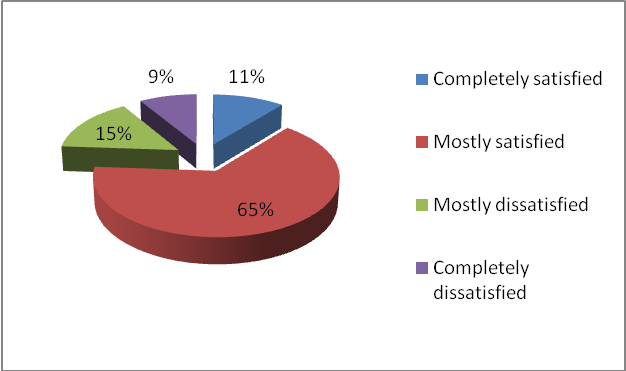 9%
11%
15%
65%
Completely satisfied
Mostly satisfied
Mostly dissatisfied
Completely
dissatisfied